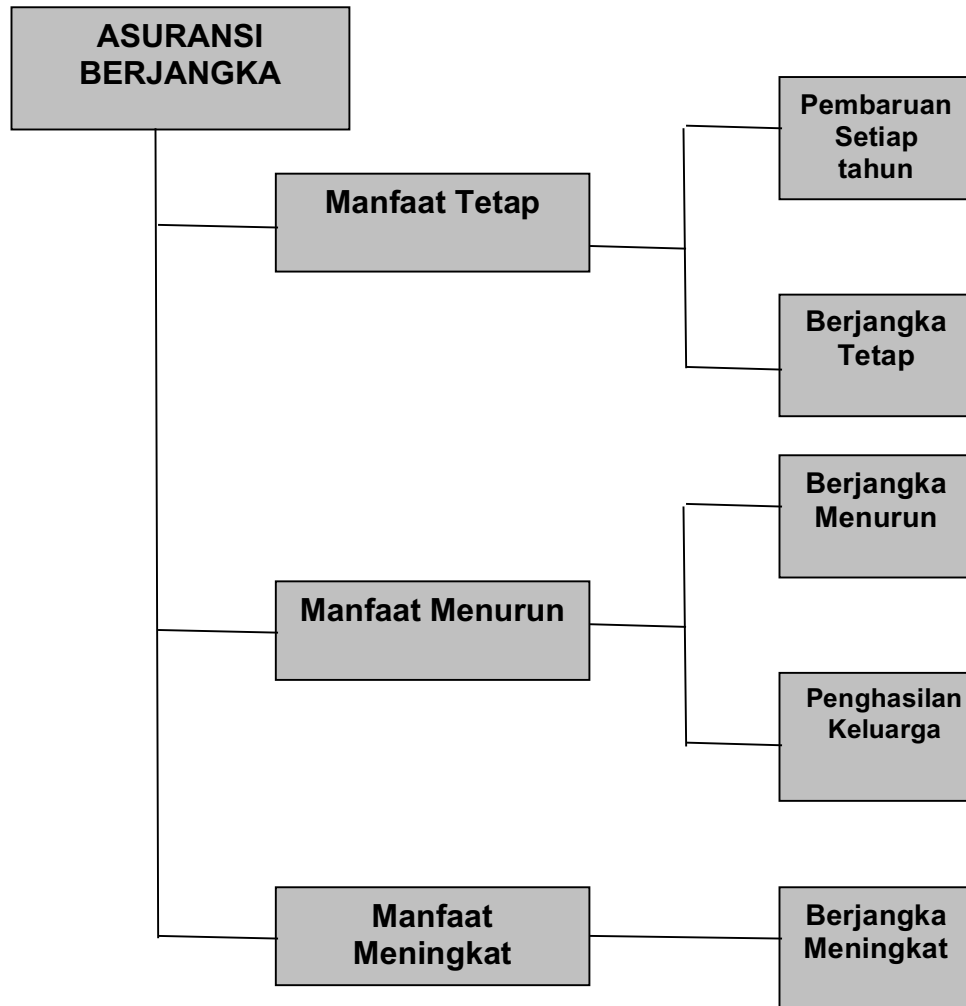 ASURANSI
BERJANGKA
Manfaat Tetap
Pembaruan
Setiap
tahun
Berjangka
Tetap
Manfaat Menurun
Berjangka
Menurun
Penghasilan
Keluarga
Manfaat
Meningkat
Berjangka
Meningkat